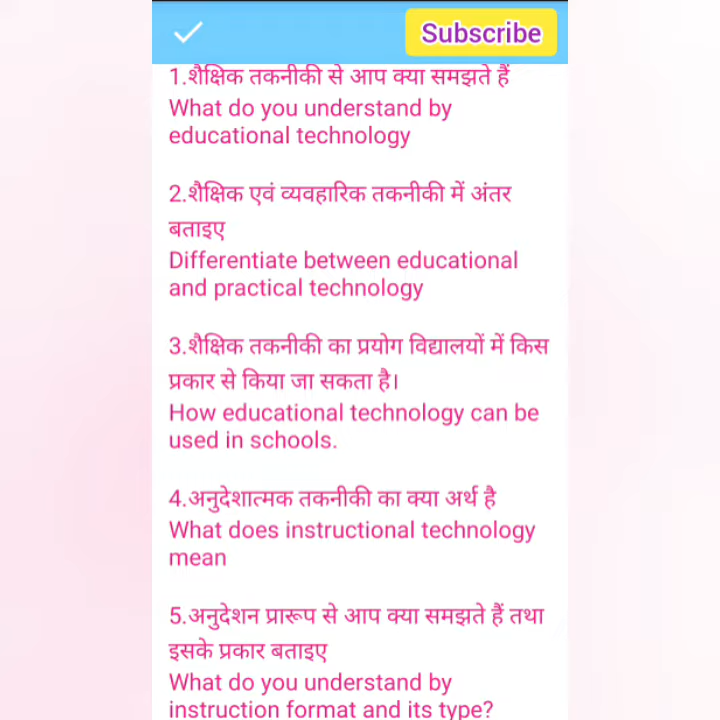 Subscribe
1.शैक्षिक तकनीकी से आप क्या समझते हैं
What do you understand by
educational technology
2.शैक्षिक एवं व्यवहारिक तकनीकी में अंतर
बताइए
Differentiate between educational
and practical technology
3.शैक्षिक तकनीकी का प्रयोग विद्यालयों में किस
प्रकार से किया जा सकता है।
How educational technology can be
used in schools.
4.अनुदेशात्मक तकनीकी का क्या अर्थ है
What does instructional technology
mean
5.अनुदेशन प्रारूप से आप क्या समझते हैं तथा
इसके प्रकार बताइए
What do you understand by
instruction format and its type?